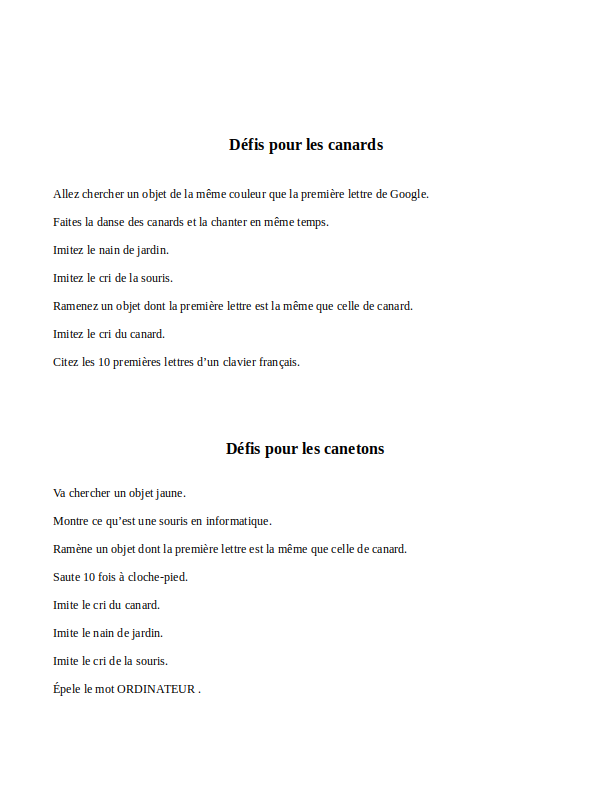 Défis pour les canards
Allez chercher un objet de la même couleur que la première lettre de Google.
Faites la danse des canards et la chanter en même temps.
Imitez le nain de jardin.
Imitez le cri de la souris.
Ramenez un objet dont la première lettre est la même que celle de canard.
Imitez le cri du canard.
Citez les 10 premières lettres d’un clavier français.
Défis pour les canetons
Va chercher un objet jaune.
Montre ce qu’est une souris en informatique.
Ramène un objet dont la première lettre est la même que celle de canard.
Saute 10 fois à cloche-pied.
Imite le cri du canard.
Imite le nain de jardin.
Imite le cri de la souris.
Épele le mot ORDINATEUR .